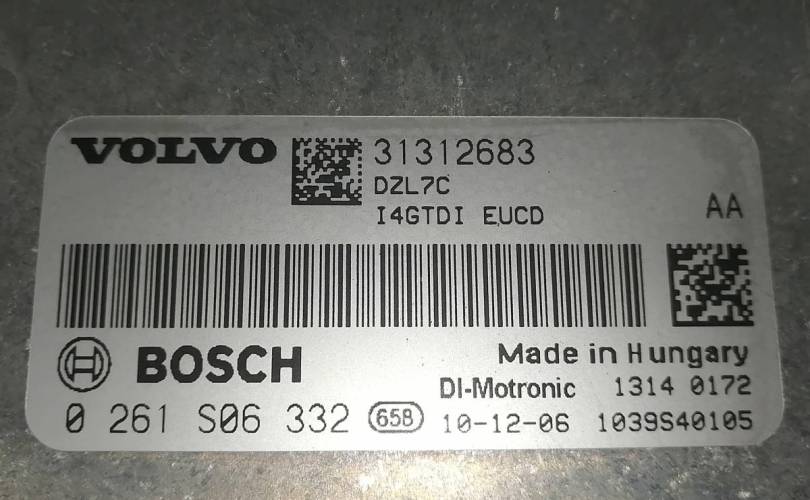 VOLVO 31312683
DZL7C
I4GTDI EUCD AA
BOSCH Made in Hungary
DI-Motronic 1314 0172
0 261 S06 332 658 10-12-06 1039S40105